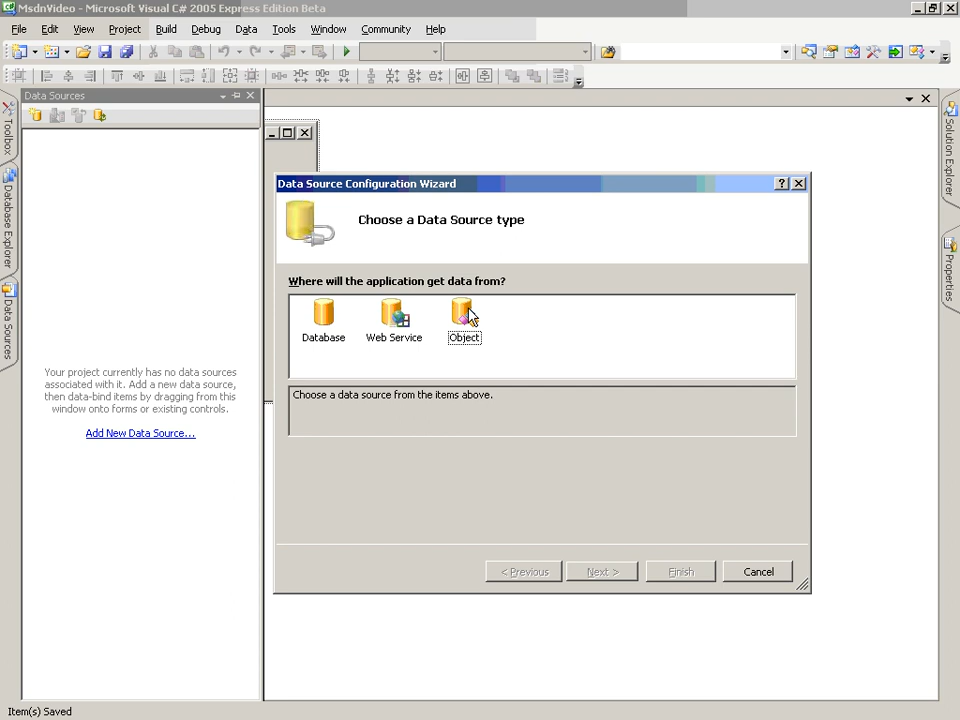 MsdnVideo - Microsoft Visual C# 2005 Express Edition Beta
File Edit View Project Build Debug Data Tools Window Community Help
Data Sources
Toolbox
Database Explorer
Data Sources
Solution Explorer
Properties
Your project currently has no data sources
associated with it. Add a new data source,
then data-bind items by dragging from this
window onto forms or existing controls.
Add New Data Source...
Data Source Configuration Wizard
Choose a Data Source type
Where will the application get data from?
Database Web Service Object
Choose a data source from the items above.
< Previous Next > Finish Cancel
Item(s) Saved